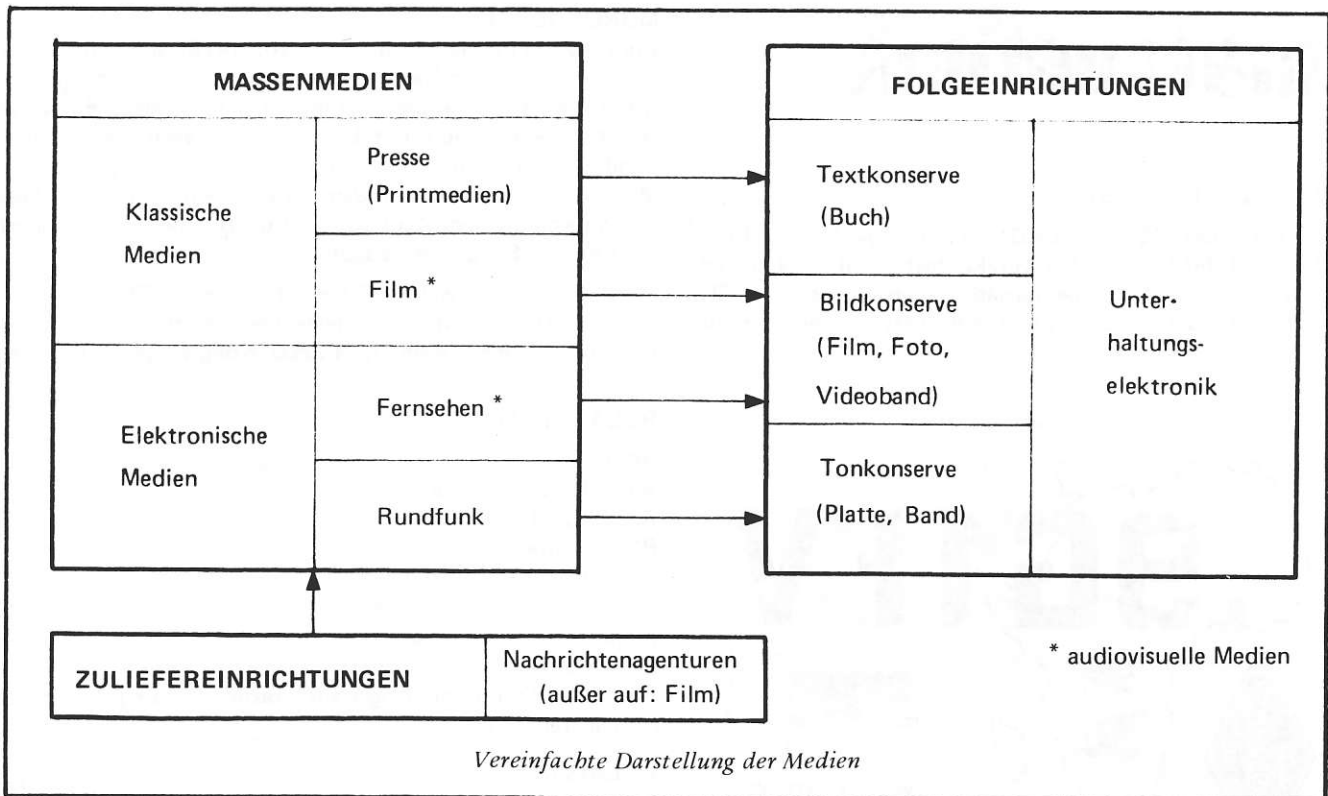 MASSENMEDIEN
Klassische
Medien
Presse
(Printmedien)
Film *
Elektronische
Medien
Fernsehen *
Rundfunk
FOLGEEINRICHTUNGEN
Textkonserve
(Buch)
Bildkonserve
(Film, Foto,
Videoband)
Tonkonserve
(Platte, Band)
Unter-
haltungs-
elektronik
ZULIEFEREINRICHTUNGEN
Nachrichtenagenturen
(außer auf: Film)
* audiovisuelle Medien
Vereinfachte Darstellung der Medien